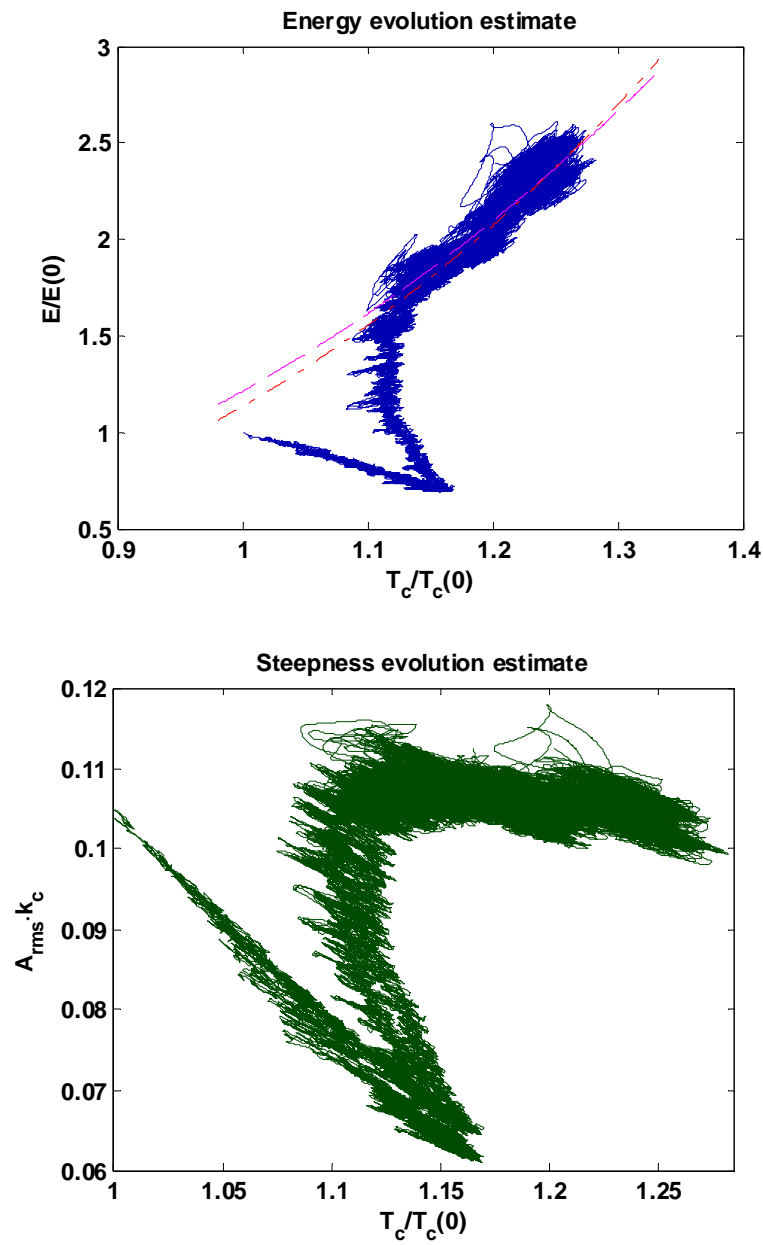 Energy evolution estimate
3
2.5
2
1.5
1
0.5
E/E(0)
0.9 1 1.1 1.2 1.3 1.4
T_c/T_c(0)
Steepness evolution estimate
0.12
0.11
0.1
0.09
0.08
0.07
0.06
A_rms·k_c
1 1.05 1.1 1.15 1.2 1.25
T_c/T_c(0)